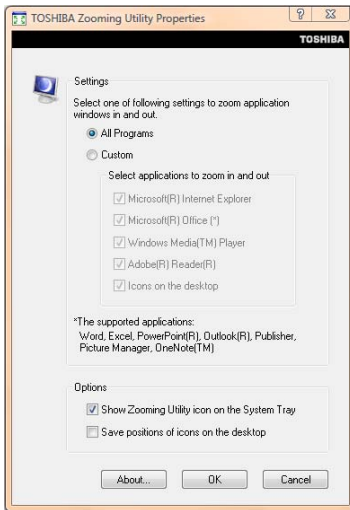 TOSHIBA Zooming Utility Properties
TOSHIBA
Settings
Select one of following settings to zoom application
windows in and out.
All Programs
Custom
Select applications to zoom in and out
Microsoft(R) Internet Explorer
Microsoft(R) Office (*)
Windows Media(TM) Player
Adobe(R) Reader(R)
Icons on the desktop
*The supported applications:
Word, Excel, PowerPoint(R), Outlook(R), Publisher,
Picture Manager, OneNote(TM)
Options
Show Zooming Utility icon on the System Tray
Save positions of icons on the desktop
About... OK Cancel